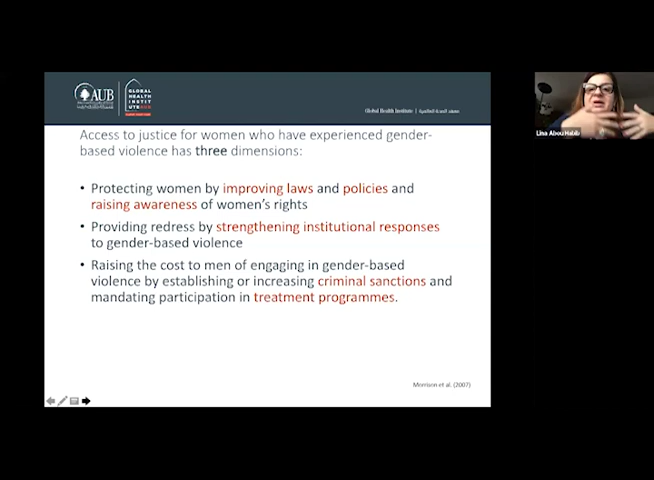 AUB
GLOBAL
HEALTH
INSTIT
UTE
Global Health Institute
Access to justice for women who have experienced gender-
based violence has three dimensions:
• Protecting women by improving laws and policies and
raising awareness of women's rights
• Providing redress by strengthening institutional responses
to gender-based violence
• Raising the cost to men of engaging in gender-based
violence by establishing or increasing criminal sanctions and
mandating participation in treatment programmes.
Morrison et al. (2007)
Lina Abou Habib